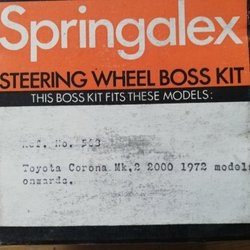 Springalex
STEERING WHEEL BOSS KIT
THIS BOSS KIT FITS THESE MODELS:
Ref. No. 563
Toyota Corona Mk.2 2000 1972 models
onwards.